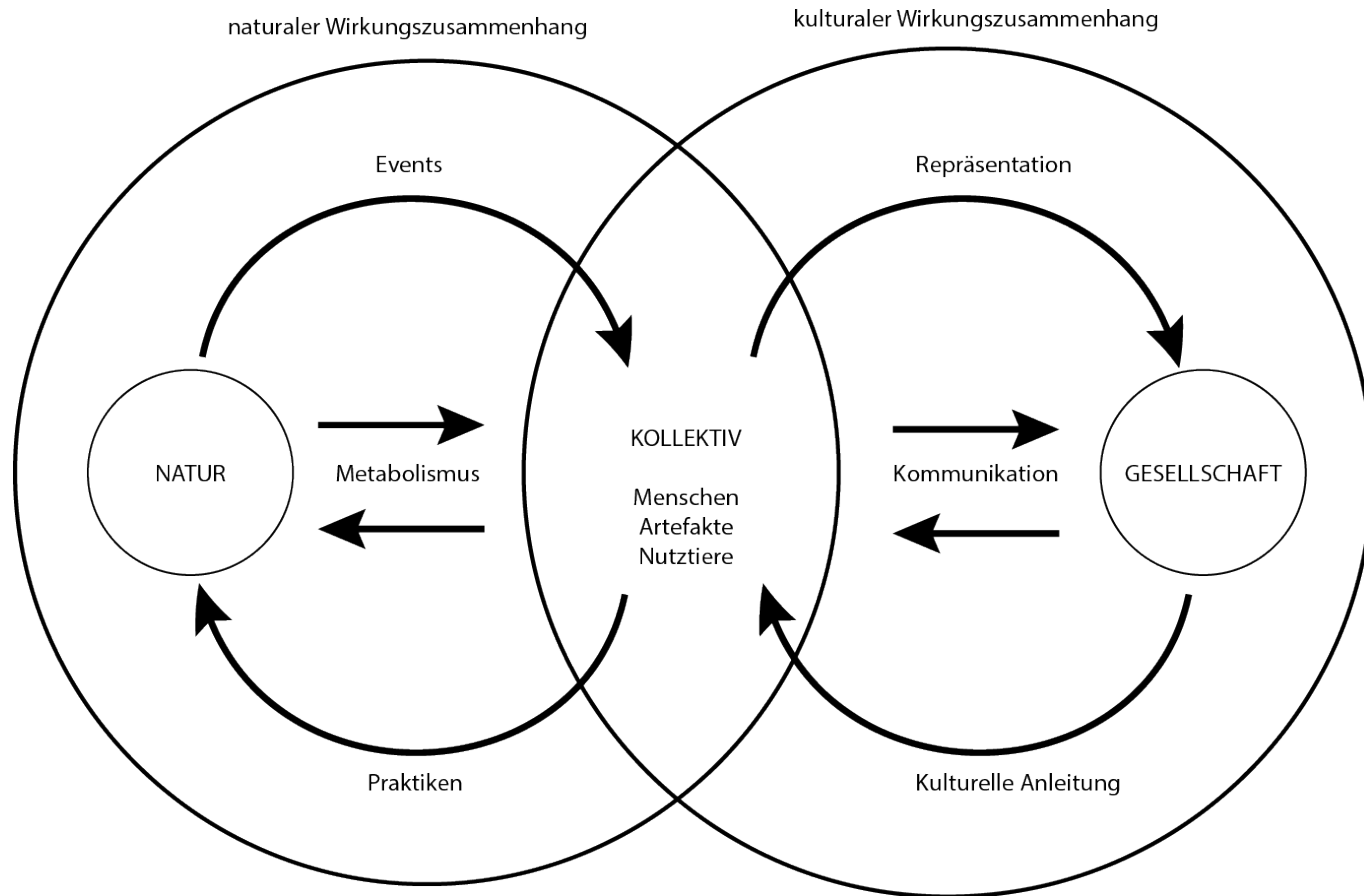 naturaler Wirkungszusammenhang
kulturaler Wirkungszusammenhang
Events
Repräsentation
NATUR
Metabolismus
KOLLEKTIV
Menschen
Artefakte
Nutztiere
Kommunikation
GESELLSCHAFT
Praktiken
Kulturelle Anleitung